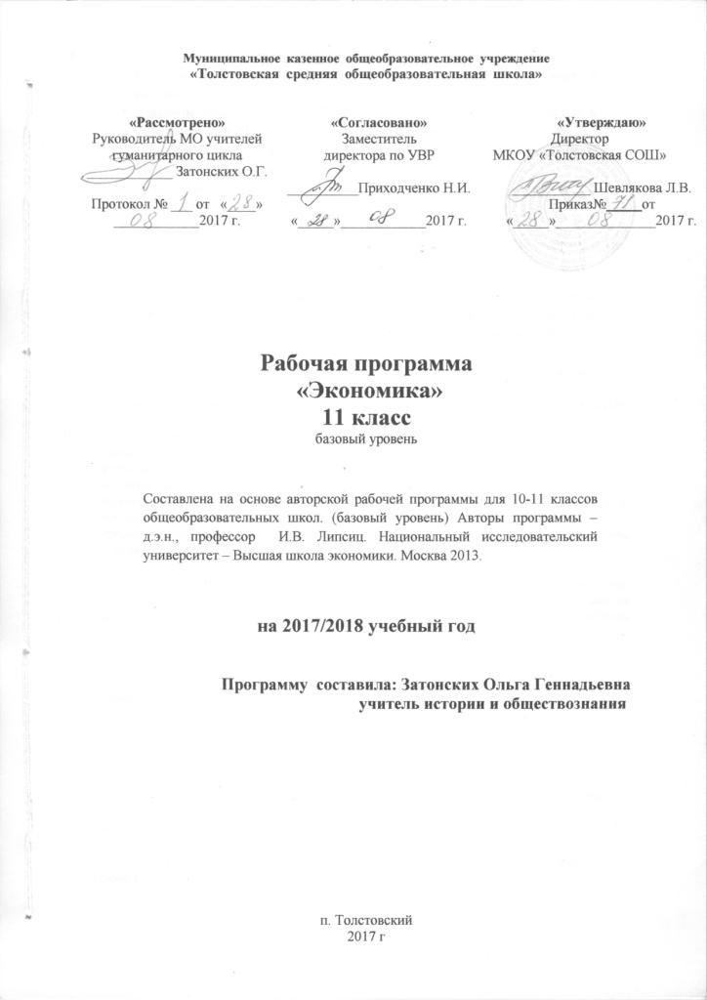 Муниципальное казенное общеобразовательное учреждение
«Толстовская средняя общеобразовательная школа»
«Рассмотрено»
Руководитель МО учителей
гуманитарного цикла
____________ Затонских О.Г.
Протокол № 1 от «28»
08 2017 г.
«Согласовано»
Заместитель
директора по УВР
__________Приходченко Н.И.
«28» 08 2017 г.
«Утверждаю»
Директор
МКОУ «Толстовская СОШ»
___________ Шевлякова Л.В.
Приказ№ 71 от
«28» 08 2017 г.
Рабочая программа
«Экономика»
11 класс
базовый уровень
Составлена на основе авторской рабочей программы для 10-11 классов
общеобразовательных школ. (базовый уровень) Авторы программы –
д.э.н., профессор И.В. Липсиц. Национальный исследовательский
университет – Высшая школа экономики. Москва 2013.
на 2017/2018 учебный год
Программу составила: Затонских Ольга Геннадьевна
учитель истории и обществознания
п. Толстовский
2017 г